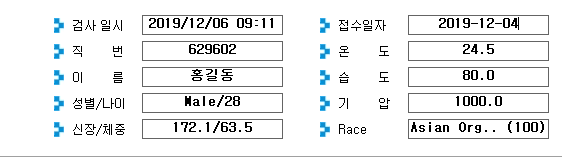 검사 일시 2019/12/06 09:11 접수일자 2019-12-04
직 번 629602 온 도 24.5
이 름 홍길동 습 도 80.0
성별/나이 Male/28 기 압 1000.0
신장/체중 172.1/63.5 Race Asian Org.. (100)